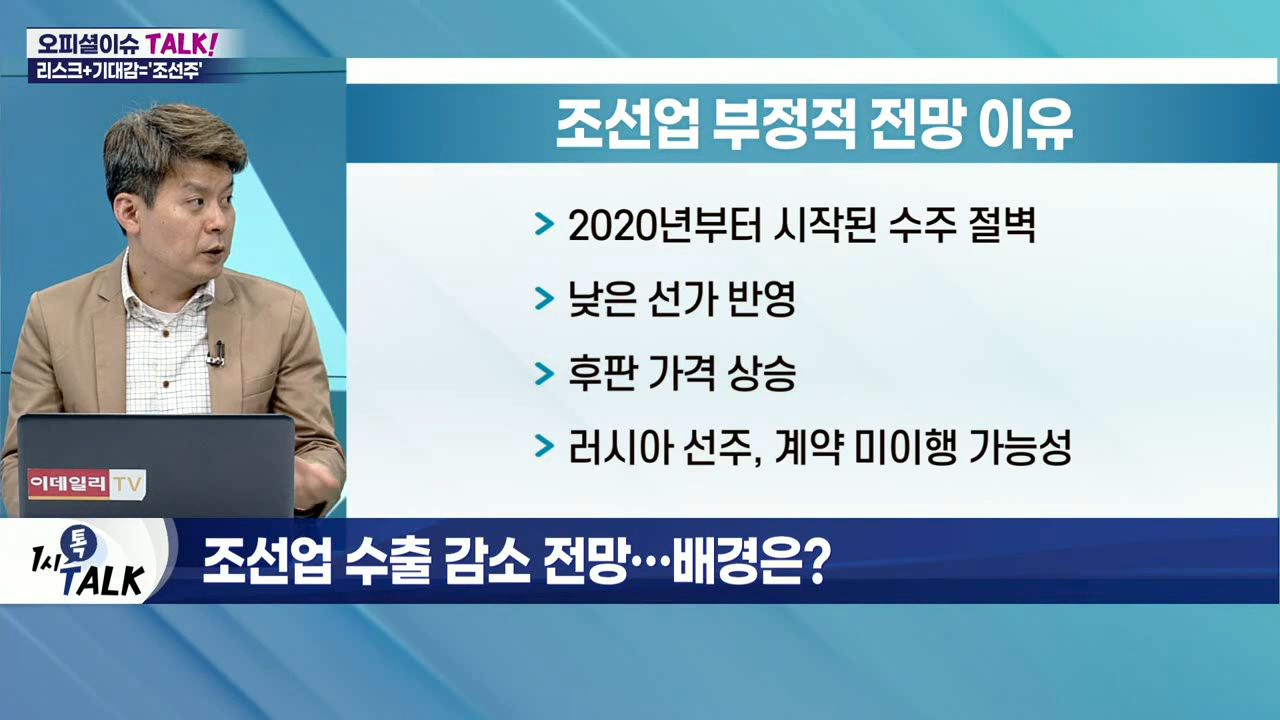 오피셜이슈 TALK!
리스크+기대감='조선주'
조선업 부정적 전망 이유
> 2020년부터 시작된 수주 절벽
> 낮은 선가 반영
> 후판 가격 상승
> 러시아 선주, 계약 미이행 가능성
이데일리TV
1시 톡 TALK
조선업 수출 감소 전망…배경은?